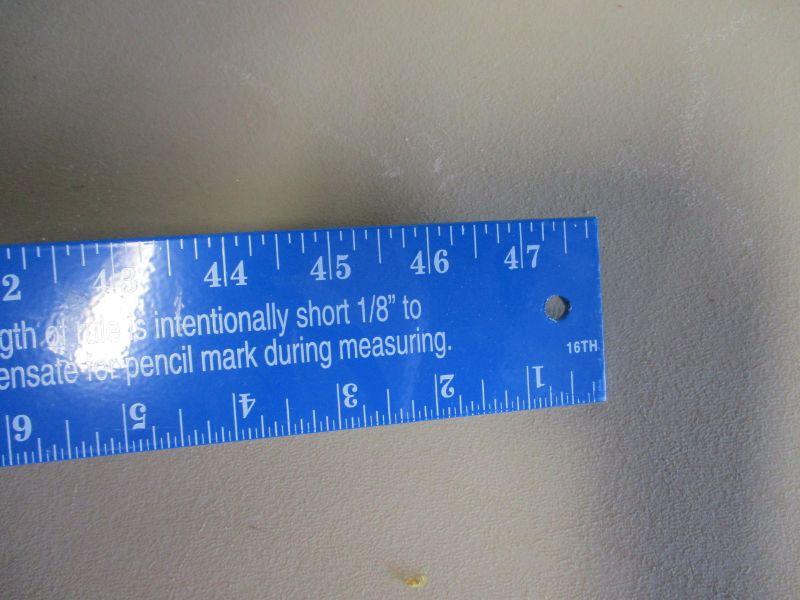 2 43 44 45 46 47
gth of rule is intentionally short 1/8" to
ensate for pencil mark during measuring.
16TH
6 5 4 3 2 1